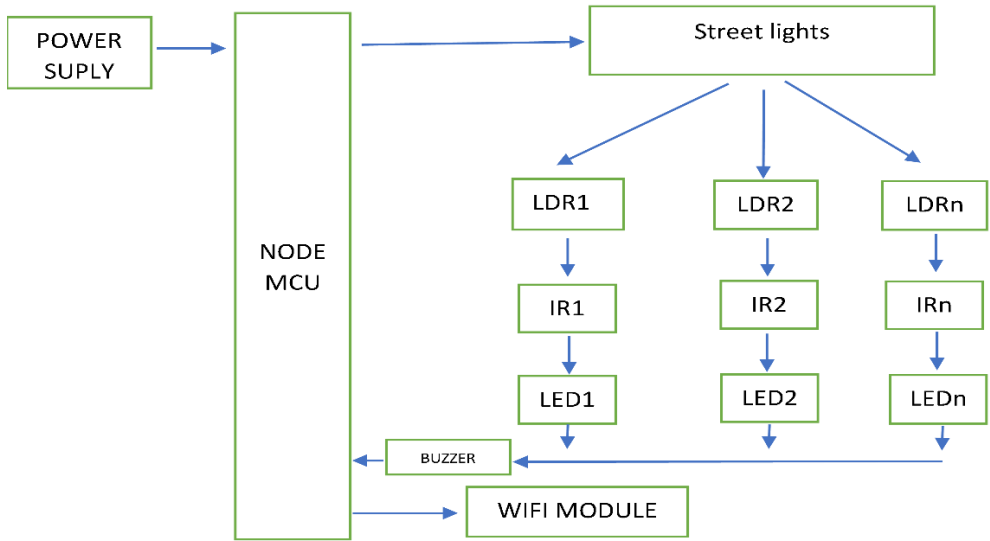 POWER
SUPLY
Street lights
NODE
MCU
LDR1
LDR2
LDRn
IR1
IR2
IRn
LED1
LED2
LEDn
BUZZER
WIFI MODULE